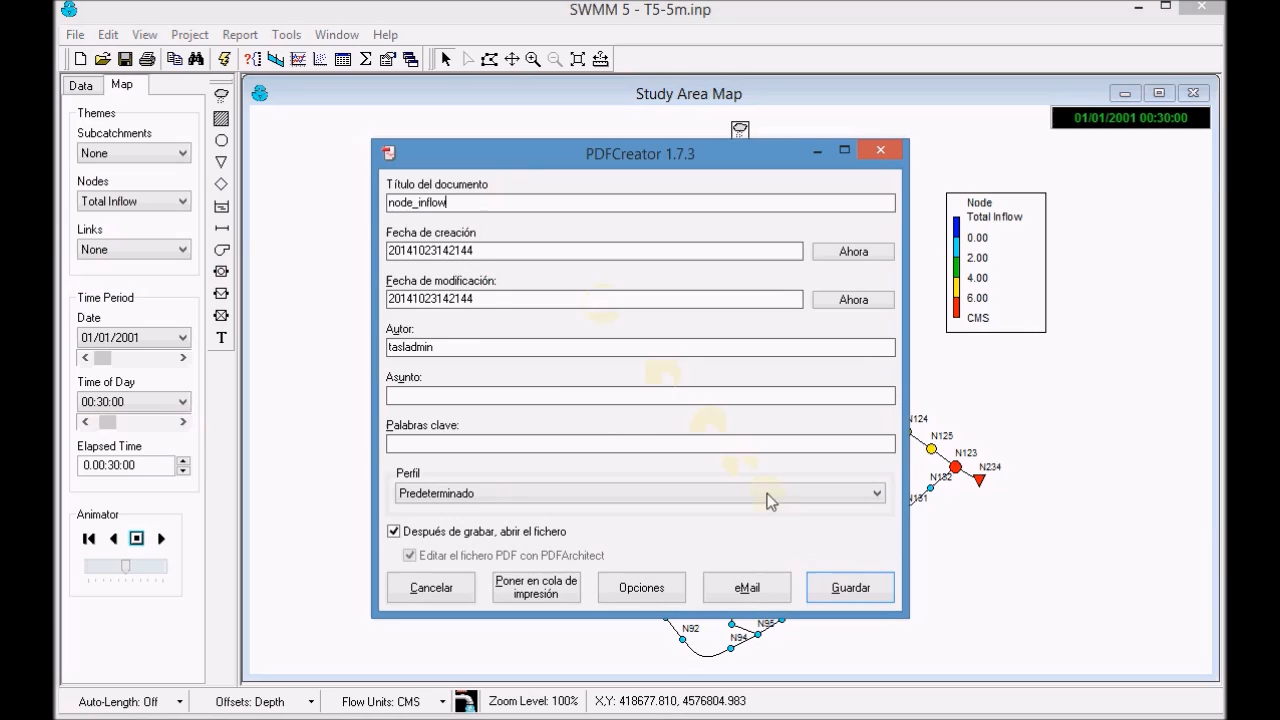 SWMM 5 - T5-5m.inp
File Edit View Project Report Tools Window Help
Data Map
Themes
Subcatchments
None
Nodes
Total Inflow
Links
None
Time Period
Date
01/01/2001
Time of Day
00:30:00
Elapsed Time
0.00:30:00
Animator
T
Study Area Map
01/01/2001 00:30:00
PDFCreator 1.7.3
Título del documento
node_inflow
Fecha de creación
20141023142144
Ahora
Fecha de modificación:
20141023142144
Ahora
Autor:
tasladmin
Asunto:
Palabras clave:
Perfil
Predeterminado
Después de grabar, abrir el fichero
Editar el fichero PDF con PDFArchitect
Cancelar
Poner en cola de
impresión
Opciones
eMail
Guardar
Node
Total Inflow
0.00
2.00
4.00
6.00
CMS
N124
N125
N123
N234
N132
N131
N92
N94
N95
Auto-Length: Off Offsets: Depth Flow Units: CMS Zoom Level: 100% X,Y: 418677.810, 4576804.983